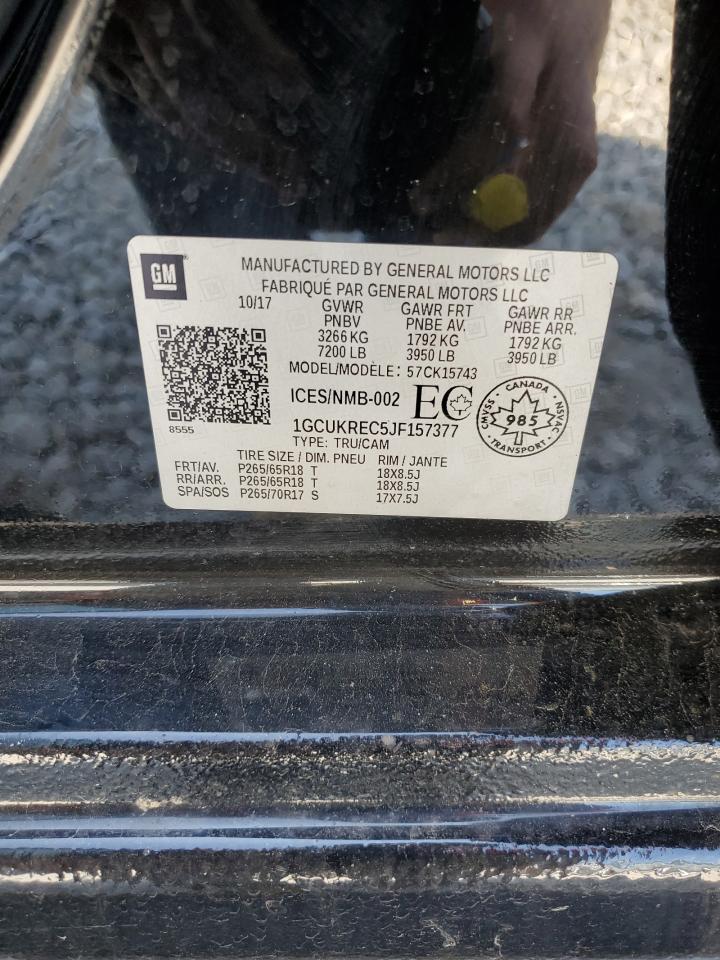 GM
MANUFACTURED BY GENERAL MOTORS LLC
FABRIQUÉ PAR GENERAL MOTORS LLC
10/17 GVWR GAWR FRT GAWR RR
PNBV PNBE AV. PNBE ARR.
3266 KG 1792 KG 1792 KG
7200 LB 3950 LB 3950 LB
MODEL/MODÈLE: 57CK15743
ICES/NMB-002 EC
CANADA
CMVSS 985 NSVAC
TRANSPORT
8555
1GCUKREC5JF157377
TYPE: TRU/CAM
TIRE SIZE / DIM. PNEU RIM / JANTE
FRT/AV. P265/65R18 T 18X8.5J
RR/ARR. P265/65R18 T 18X8.5J
SPA/SOS P265/70R17 S 17X7.5J